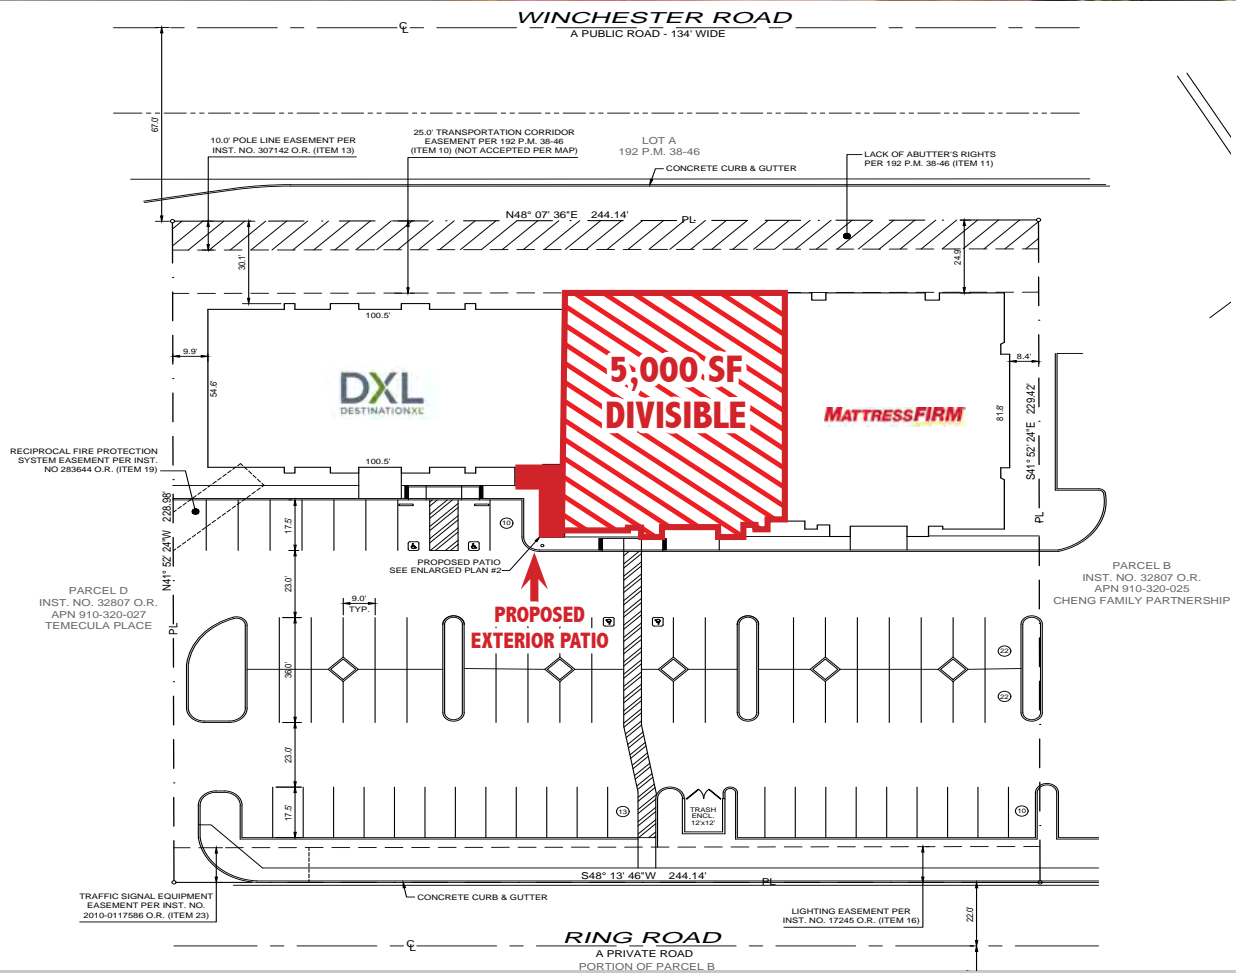 WINCHESTER ROAD
A PUBLIC ROAD - 134' WIDE
℄
67.0'
10.0' POLE LINE EASEMENT PER
INST. NO. 307142 O.R. (ITEM 13)
25.0' TRANSPORTATION CORRIDOR
EASEMENT PER 192 P.M. 38-46
(ITEM 10) (NOT ACCEPTED PER MAP)
LOT A
192 P.M. 38-46
CONCRETE CURB & GUTTER
LACK OF ABUTTER'S RIGHTS
PER 192 P.M. 38-46 (ITEM 11)
N48° 07' 36"E 244.14'
PL
30.1'
24.9'
100.5'
9.9'
54.6'
DXL
DESTINATIONXL
5,000 SF
DIVISIBLE
MATTRESSFIRM
81.8'
8.4'
S41° 52' 24"E 229.42'
PL
100.5'
RECIPROCAL FIRE PROTECTION
SYSTEM EASEMENT PER INST.
NO 283644 O.R. (ITEM 19)
N41° 52' 24"W 228.98'
PL
17.5'
10
PROPOSED PATIO
SEE ENLARGED PLAN #2
PROPOSED
EXTERIOR PATIO
23.0'
9.0'
TYP.
PARCEL D
INST. NO. 32807 O.R.
APN 910-320-027
TEMECULA PLACE
PARCEL B
INST. NO. 32807 O.R.
APN 910-320-025
CHENG FAMILY PARTNERSHIP
36.0'
22
22
23.0'
17.5'
13
TRASH
ENCL.
12'x12'
10
S48° 13' 46"W 244.14'
PL
TRAFFIC SIGNAL EQUIPMENT
EASEMENT PER INST. NO.
2010-0117586 O.R. (ITEM 23)
CONCRETE CURB & GUTTER
LIGHTING EASEMENT PER
INST. NO. 17245 O.R. (ITEM 16)
22.0'
℄
RING ROAD
A PRIVATE ROAD
PORTION OF PARCEL B